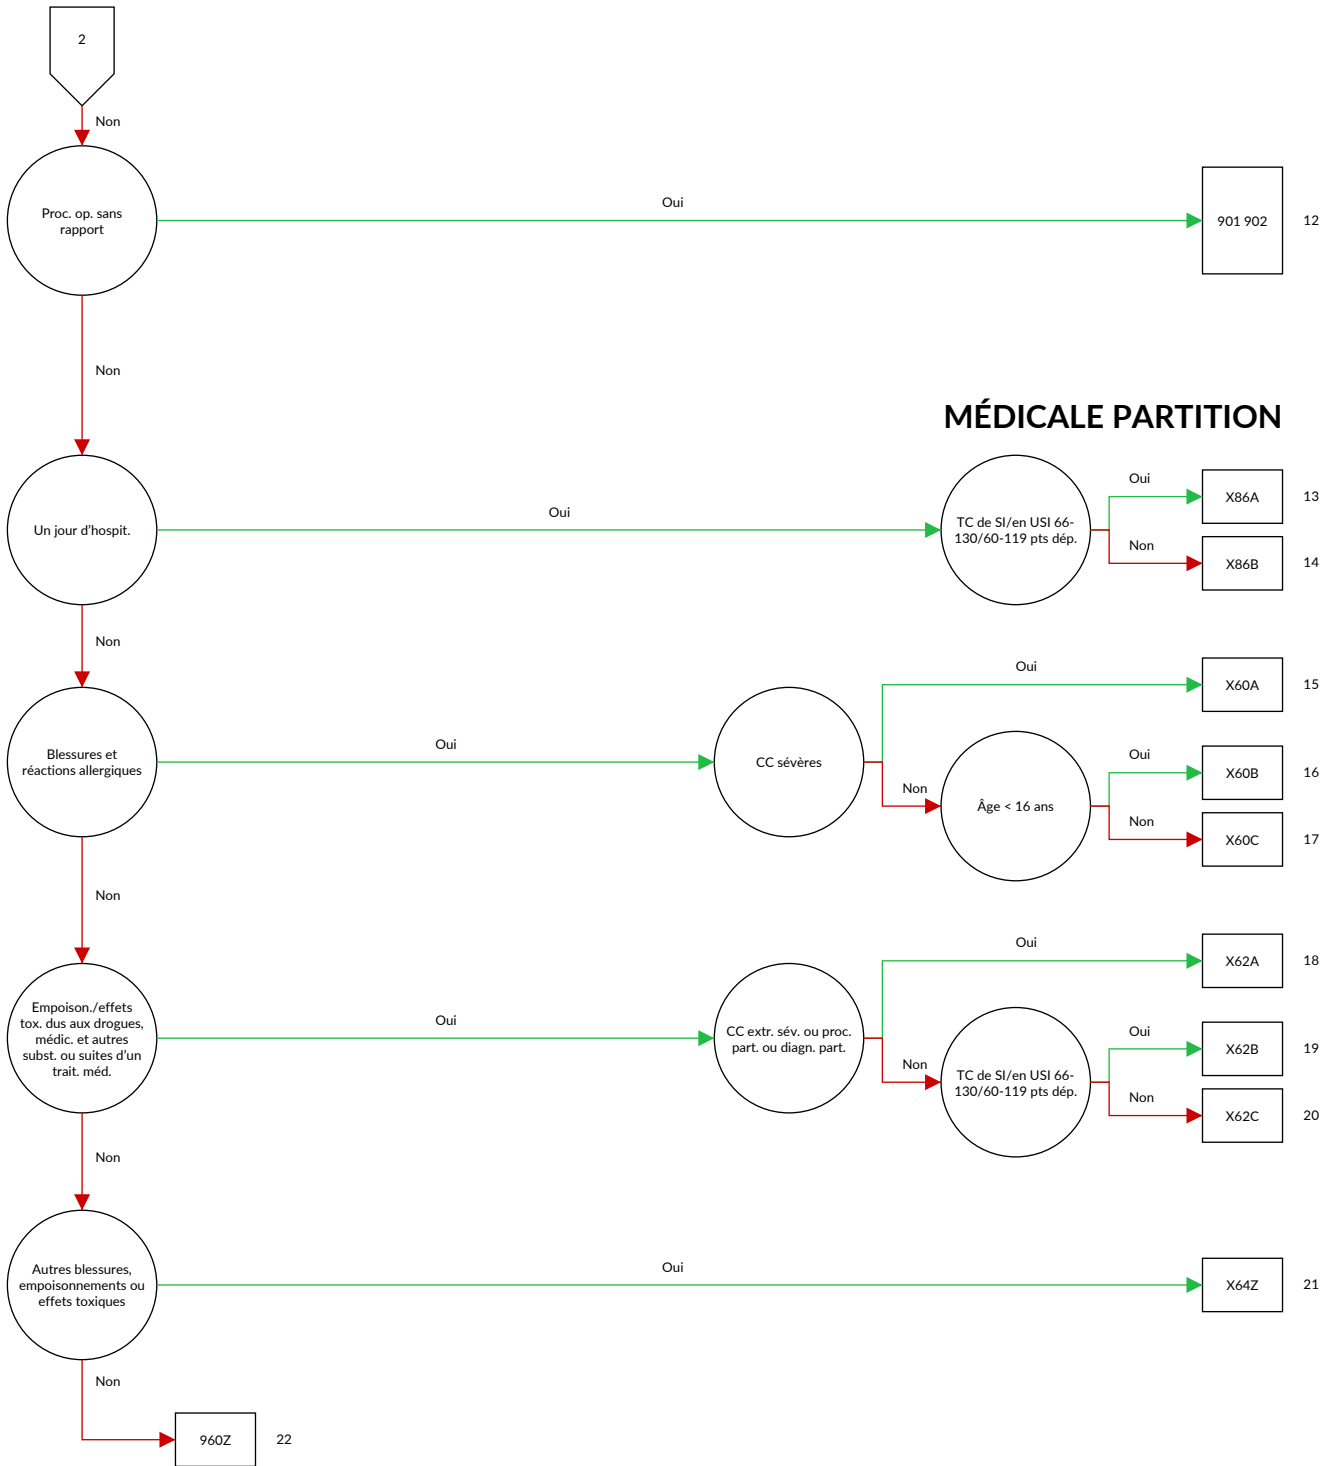 2
Non
Proc. op. sans
rapport
Oui
901 902
12
Non
MÉDICALE PARTITION
Un jour d'hospit.
Oui
TC de SI/en USI 66-
130/60-119 pts dép.
Oui
X86A
13
Non
X86B
14
Non
Blessures et
réactions allergiques
Oui
CC sévères
Oui
X60A
15
Non
Âge < 16 ans
Oui
X60B
16
Non
X60C
17
Non
Empoison./effets
tox. dus aux drogues,
médic. et autres
subst. ou suites d'un
trait. méd.
Oui
CC extr. sév. ou proc.
part. ou diagn. part.
Oui
X62A
18
Non
TC de SI/en USI 66-
130/60-119 pts dép.
Oui
X62B
19
Non
X62C
20
Non
Autres blessures,
empoisonnements ou
effets toxiques
Oui
X64Z
21
Non
960Z
22